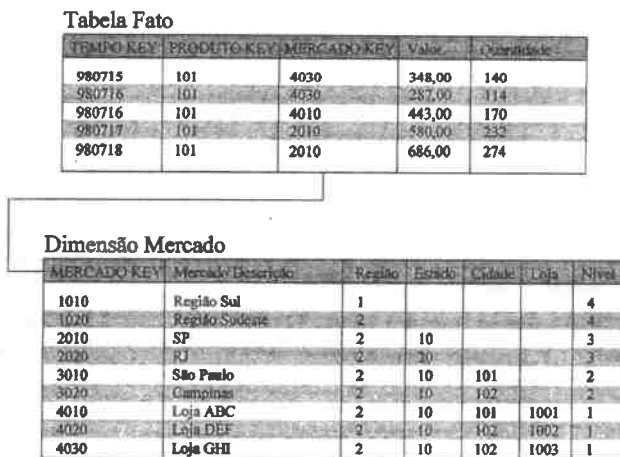 Tabela Fato
TEMPO KEY PRODUTO KEY MERCADO KEY Valor Quantidade
980715 101 4030 348,00 140
980716 101 4030 287,00 114
980716 101 4010 443,00 170
980717 101 2010 580,00 232
980718 101 2010 686,00 274
Dimensão Mercado
MERCADO KEY Mercado Descrição Região Estado Cidade Loja Nível
1010 Região Sul 1 4
1020 Região Sudeste 2 4
2010 SP 2 10 3
2020 RJ 2 20 3
3010 São Paulo 2 10 101 2
3020 Campinas 2 10 102 2
4010 Loja ABC 2 10 101 1001 1
4020 Loja DEF 2 10 102 1002 1
4030 Loja GHI 2 10 102 1003 1